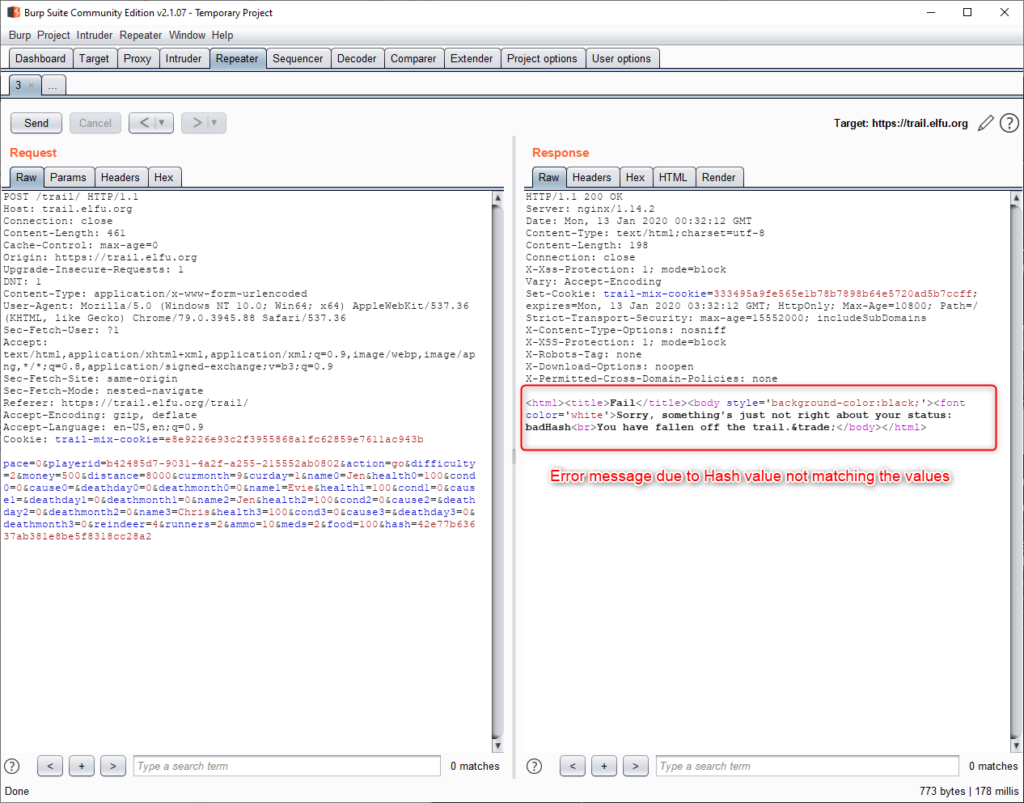 Burp Suite Community Edition v2.1.07 - Temporary Project
Burp Project Intruder Repeater Window Help
Dashboard Target Proxy Intruder Repeater Sequencer Decoder Comparer Extender Project options User options
3 × ...
Send Cancel < ▼ > ▼ Target: https://trail.elfu.org ?
Request
Raw Params Headers Hex
POST /trail/ HTTP/1.1
Host: trail.elfu.org
Connection: close
Content-Length: 461
Cache-Control: max-age=0
Origin: https://trail.elfu.org
Upgrade-Insecure-Requests: 1
DNT: 1
Content-Type: application/x-www-form-urlencoded
User-Agent: Mozilla/5.0 (Windows NT 10.0; Win64; x64) AppleWebKit/537.36
(KHTML, like Gecko) Chrome/79.0.3945.88 Safari/537.36
Sec-Fetch-User: ?1
Accept:
text/html,application/xhtml+xml,application/xml;q=0.9,image/webp,image/ap
ng,*/*;q=0.8,application/signed-exchange;v=b3;q=0.9
Sec-Fetch-Site: same-origin
Sec-Fetch-Mode: nested-navigate
Referer: https://trail.elfu.org/trail/
Accept-Encoding: gzip, deflate
Accept-Language: en-US,en;q=0.9
Cookie: trail-mix-cookie=e8e9226e93c2f3955868a1fc62859e7611ac943b
pace=0&playerid=b42485d7-9031-4a2f-a255-215552ab0802&action=go&difficulty
=2&money=500&distance=8000&curmonth=9&curday=1&name0=Jen&health0=100&cond
0=0&cause0=&deathday0=0&deathmonth0=0&name1=Evie&health1=100&cond1=0&caus
e1=&deathday1=0&deathmonth1=0&name2=Jen&health2=100&cond2=0&cause2=&death
day2=0&deathmonth2=0&name3=Chris&health3=100&cond3=0&cause3=&deathday3=0&
deathmonth3=0&reindeer=4&runners=2&ammo=10&meds=2&food=100&hash=42e77b636
37ab381e8be5f8318cc28a2
? < + > Type a search term 0 matches
Response
Raw Headers Hex HTML Render
HTTP/1.1 200 OK
Server: nginx/1.14.2
Date: Mon, 13 Jan 2020 00:32:12 GMT
Content-Type: text/html;charset=utf-8
Content-Length: 198
Connection: close
X-Xss-Protection: 1; mode=block
Vary: Accept-Encoding
Set-Cookie: trail-mix-cookie=333495a9fe565e1b78b7898b64e5720ad5b7ccff;
expires=Mon, 13 Jan 2020 03:32:12 GMT; HttpOnly; Max-Age=10800; Path=/
Strict-Transport-Security: max-age=15552000; includeSubDomains
X-Content-Type-Options: nosniff
X-XSS-Protection: 1; mode=block
X-Robots-Tag: none
X-Download-Options: noopen
X-Permitted-Cross-Domain-Policies: none
<html><title>Fail</title><body style='background-color:black;'><font
color='white'>Sorry, something's just not right about your status:
badHash<br>You have fallen off the trail.&trade;</body></html>
Error message due to Hash value not matching the values
? < + > Type a search term 0 matches
Done 773 bytes | 178 millis